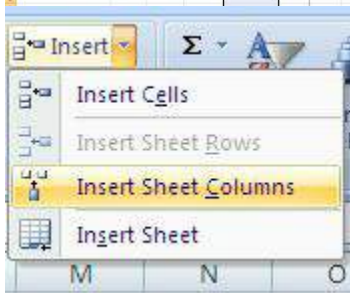 Insert Σ A
Insert Cells
Insert Sheet Rows
Insert Sheet Columns
Insert Sheet
M N O